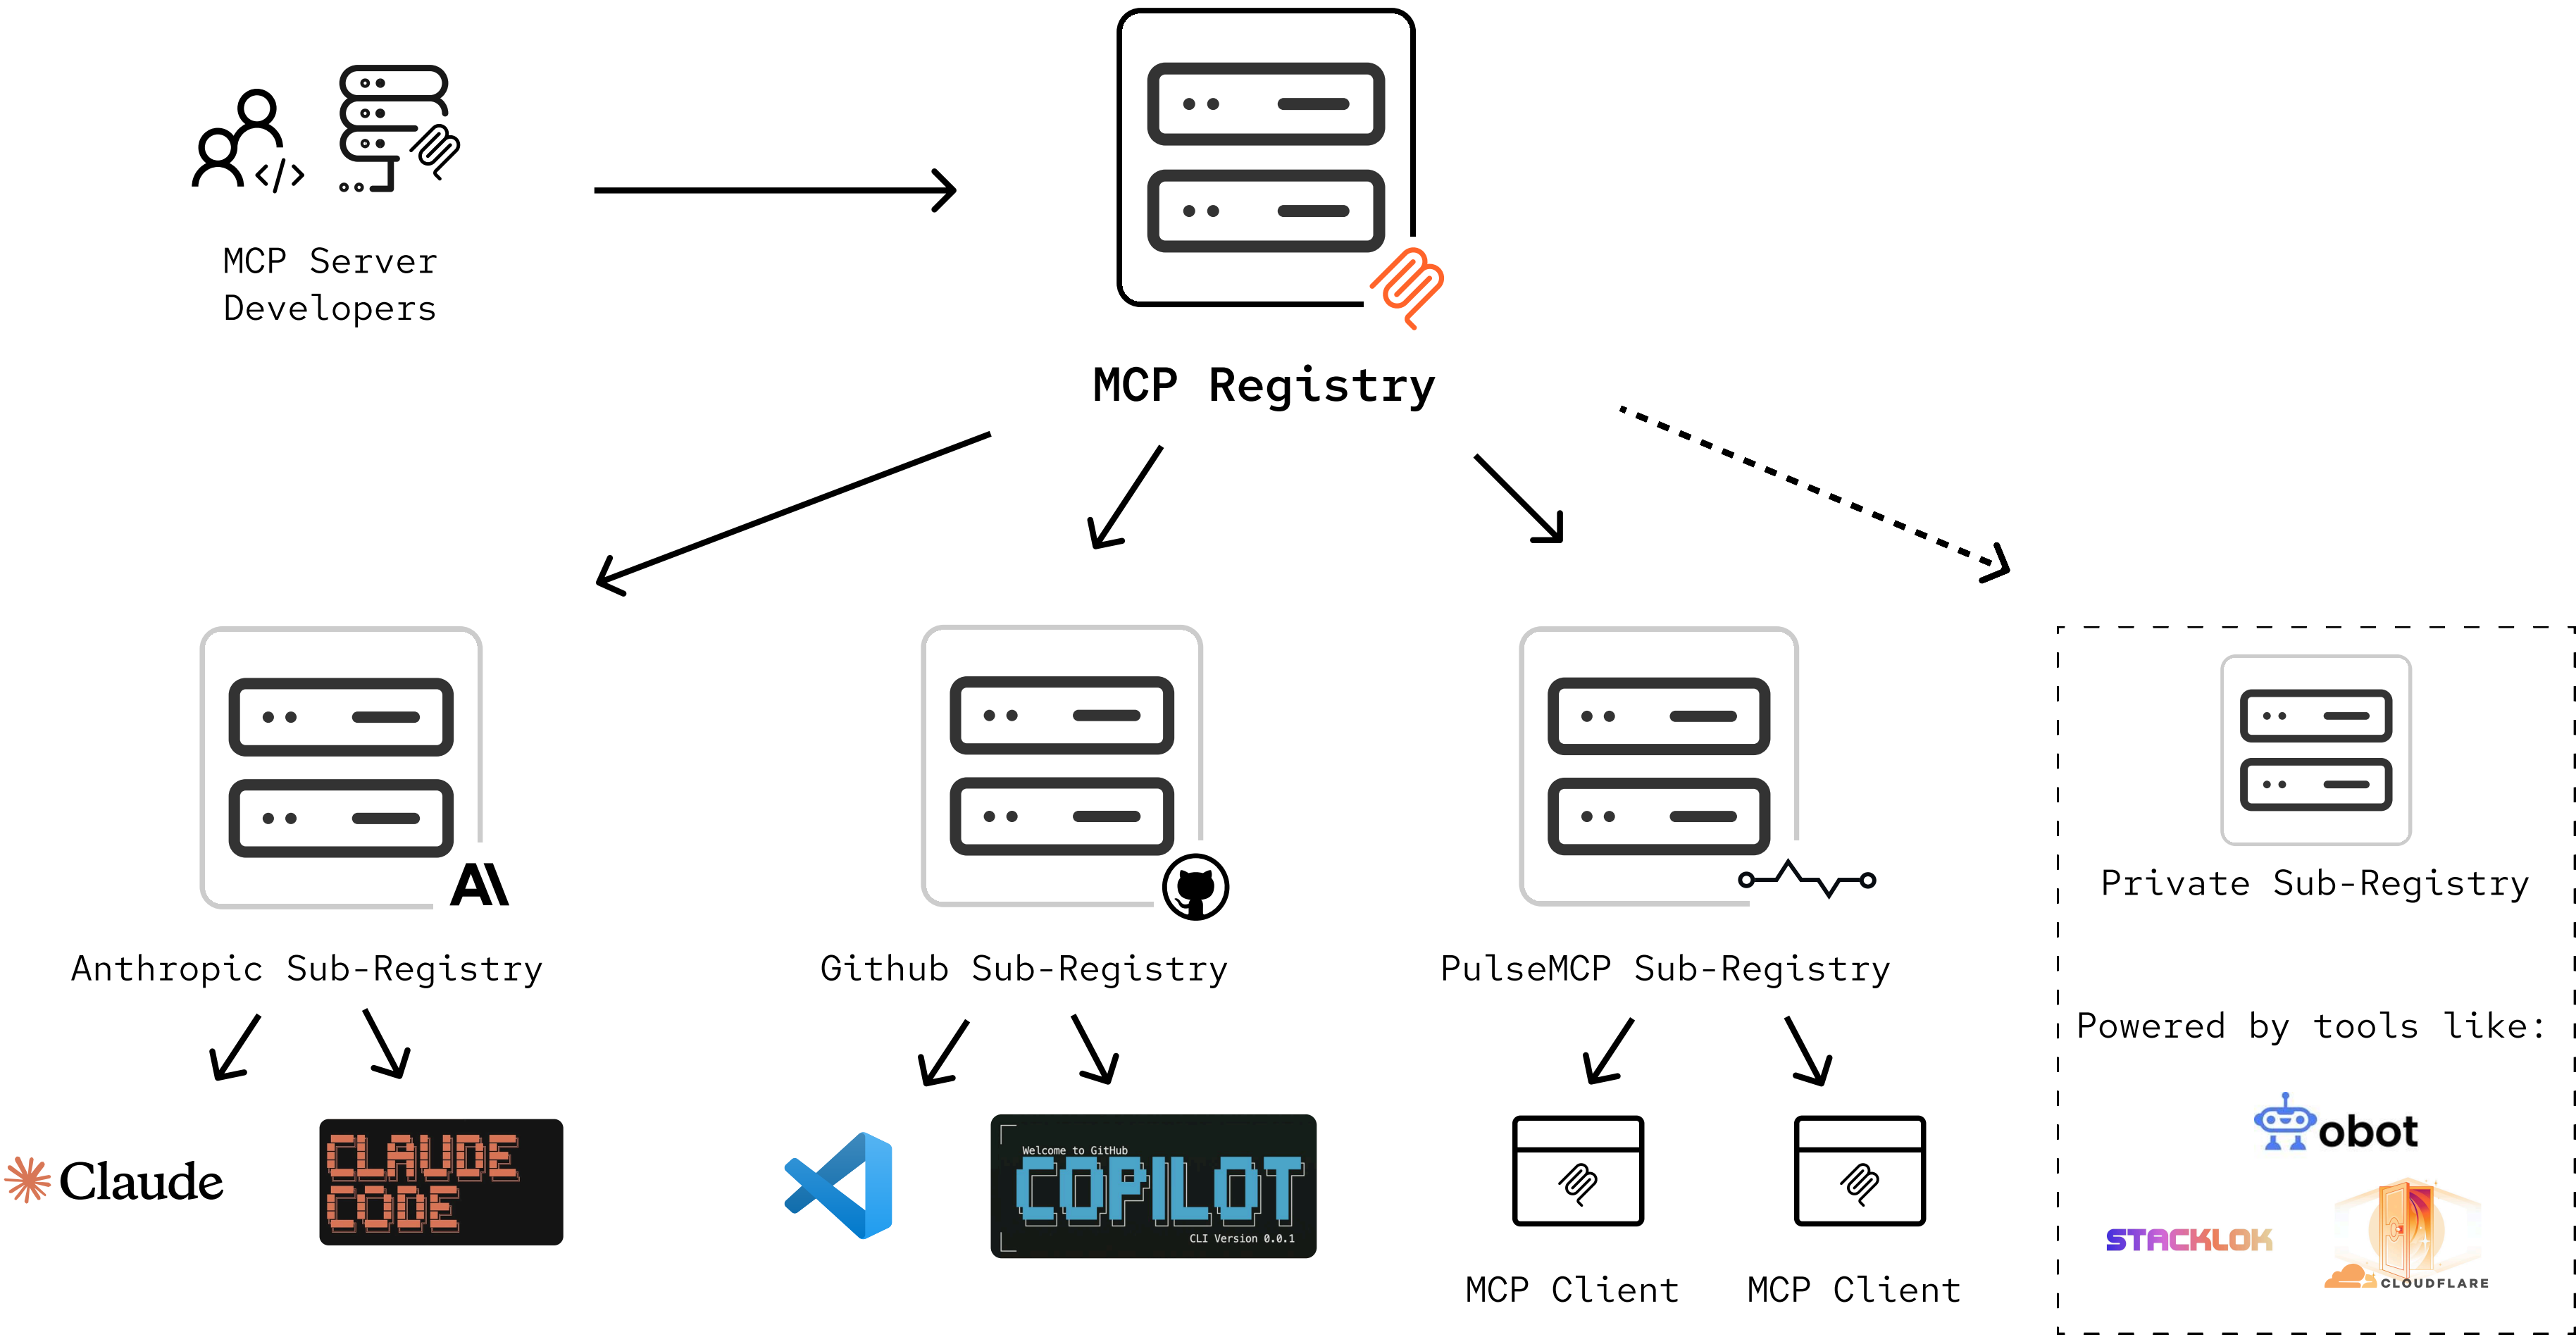 MCP Server
Developers
MCP Registry
Anthropic Sub-Registry
Github Sub-Registry
PulseMCP Sub-Registry
Private Sub-Registry
Powered by tools like:
obot
STACKLOK
CLOUDFLARE
Claude
CLAUDE
CODE
Welcome to GitHub
COPILOT
CLI Version 0.0.1
MCP Client
MCP Client